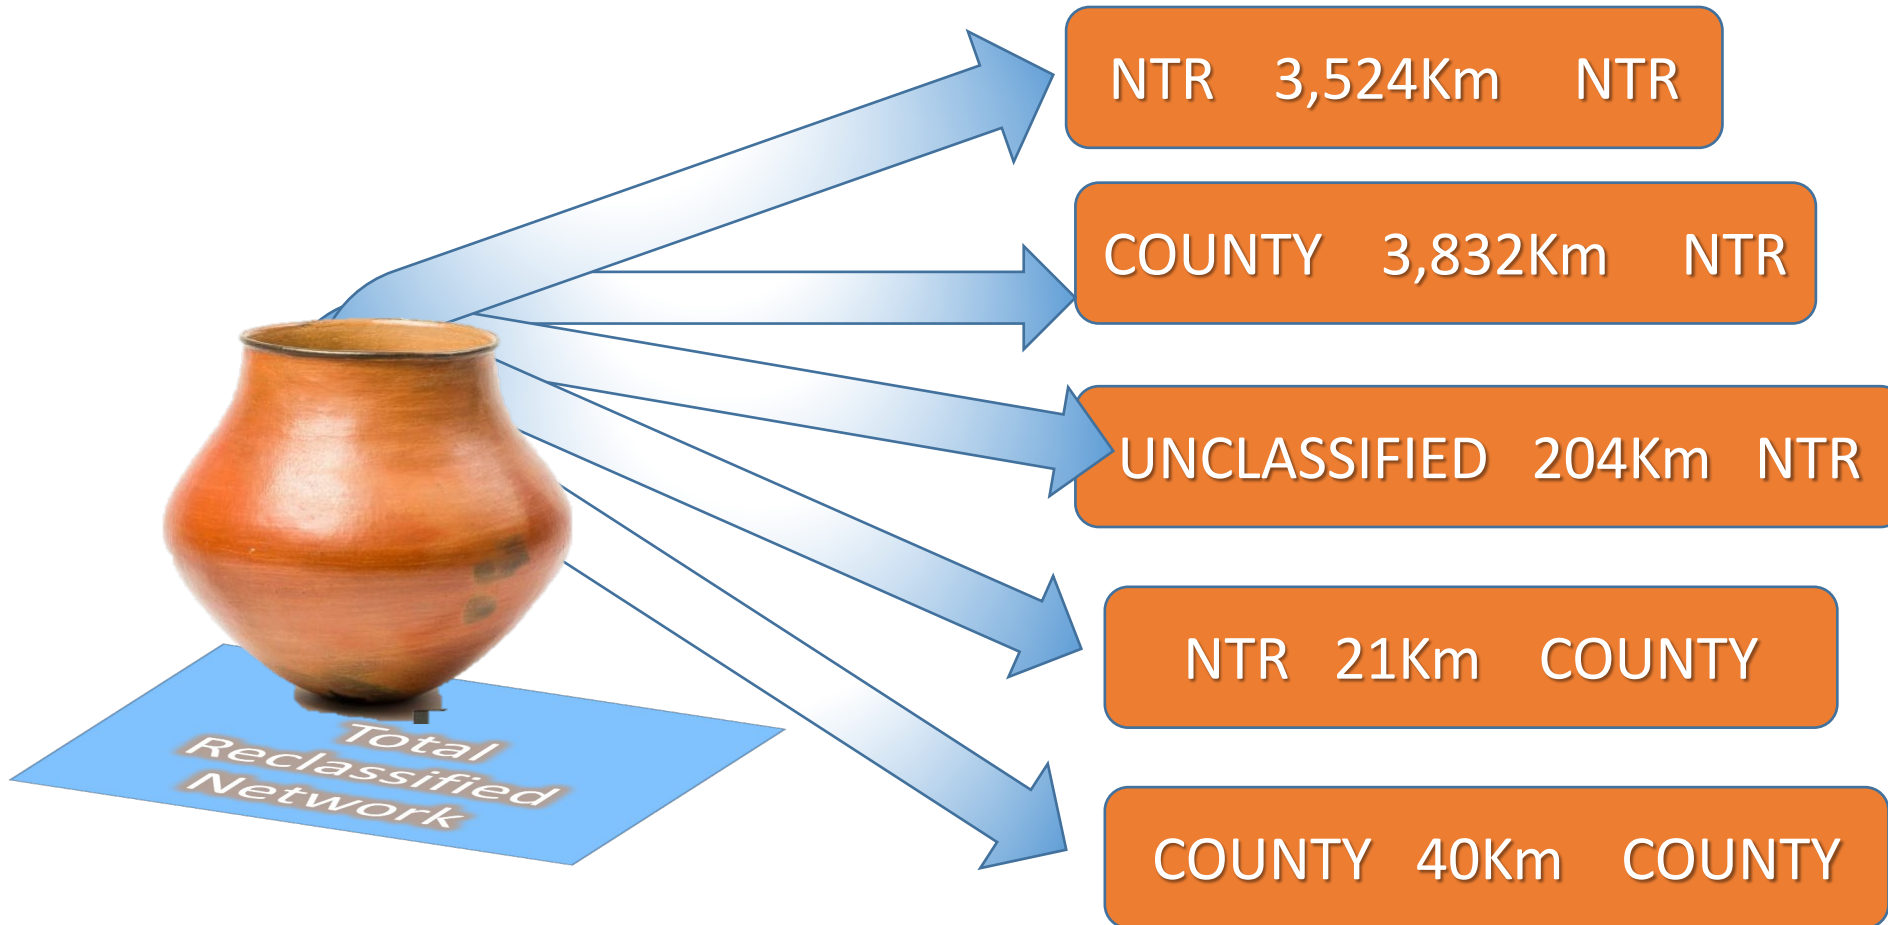 NTR 3,524Km NTR
COUNTY 3,832Km NTR
UNCLASSIFIED 204Km NTR
NTR 21Km COUNTY
COUNTY 40Km COUNTY
Total
Reclassified
Network